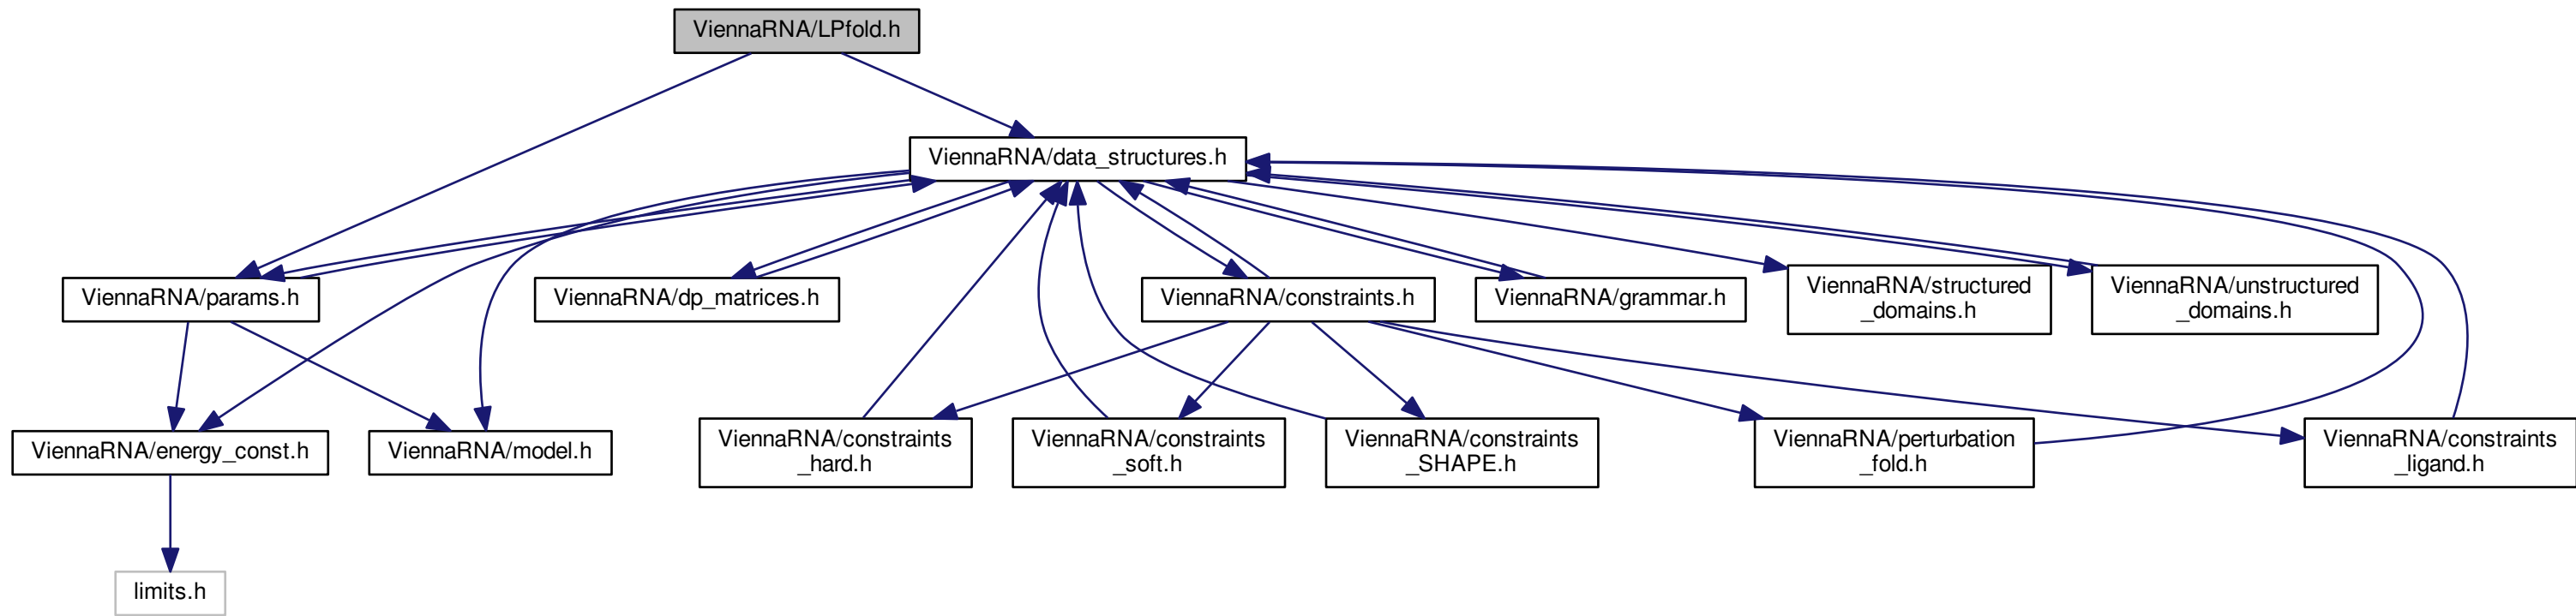 ViennaRNA/LPfold.h
ViennaRNA/data_structures.h
ViennaRNA/params.h
ViennaRNA/dp_matrices.h
ViennaRNA/constraints.h
ViennaRNA/grammar.h
ViennaRNA/structured
_domains.h
ViennaRNA/unstructured
_domains.h
ViennaRNA/energy_const.h
ViennaRNA/model.h
ViennaRNA/constraints
_hard.h
ViennaRNA/constraints
_soft.h
ViennaRNA/constraints
_SHAPE.h
ViennaRNA/perturbation
_fold.h
ViennaRNA/constraints
_ligand.h
limits.h